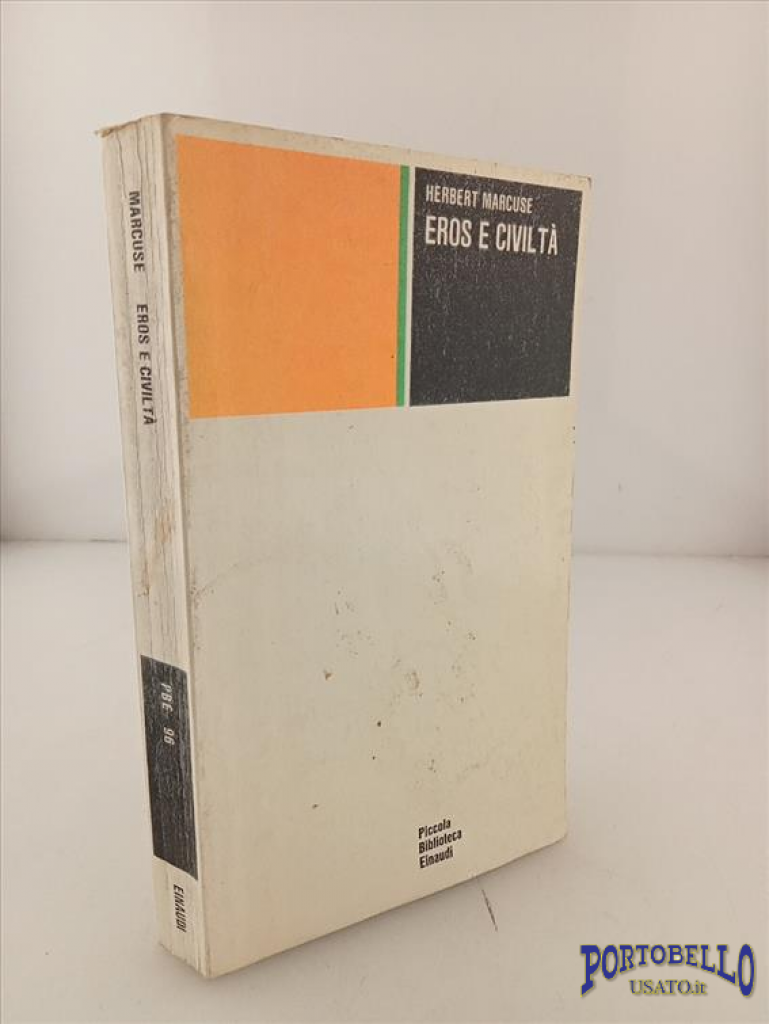 HERBERT MARCUSE
EROS E CIVILTÀ
MARCUSE EROS E CIVILTÀ
PBE 96
EINAUDI
Piccola
Biblioteca
Einaudi
PORTOBELLO
USATO.it